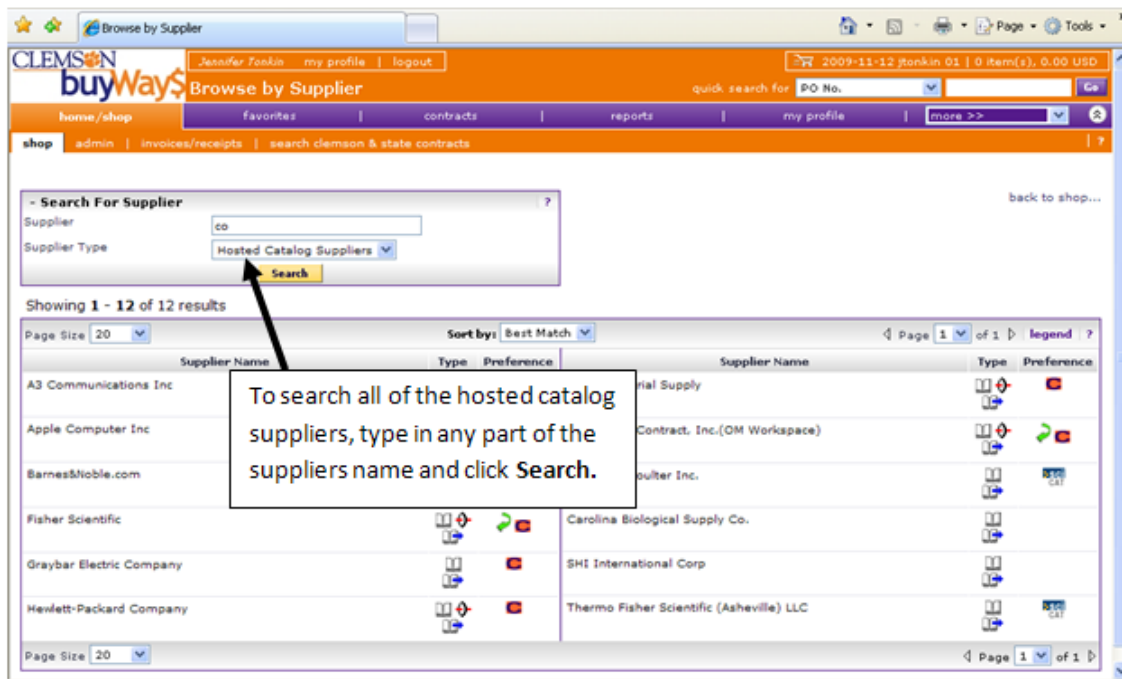 Browse by Supplier
Page
Tools
CLEMSON
buyWay$
Jennifer Tonkin my profile | logout
2009-11-12 jtonkin 01 | 0 item(s), 0.00 USD
Browse by Supplier
quick search for PO No. Go
home/shop favorites | contracts | reports | my profile | more >>
shop admin | invoices/receipts | search clemson & state contracts | ?
- Search For Supplier ?
back to shop...
Supplier co
Supplier Type Hosted Catalog Suppliers
Search
Showing 1 - 12 of 12 results
Page Size 20 Sort by: Best Match Page 1 of 1 legend ?
Supplier Name Type Preference Supplier Name Type Preference
A3 Communications Inc rial Supply
Apple Computer Inc Contract, Inc.(OM Workspace)
Barnes&Noble.com oulter Inc.
To search all of the hosted catalog
suppliers, type in any part of the
suppliers name and click Search.
Fisher Scientific Carolina Biological Supply Co.
Graybar Electric Company SHI International Corp
Hewlett-Packard Company Thermo Fisher Scientific (Asheville) LLC
Page Size 20 Page 1 of 1